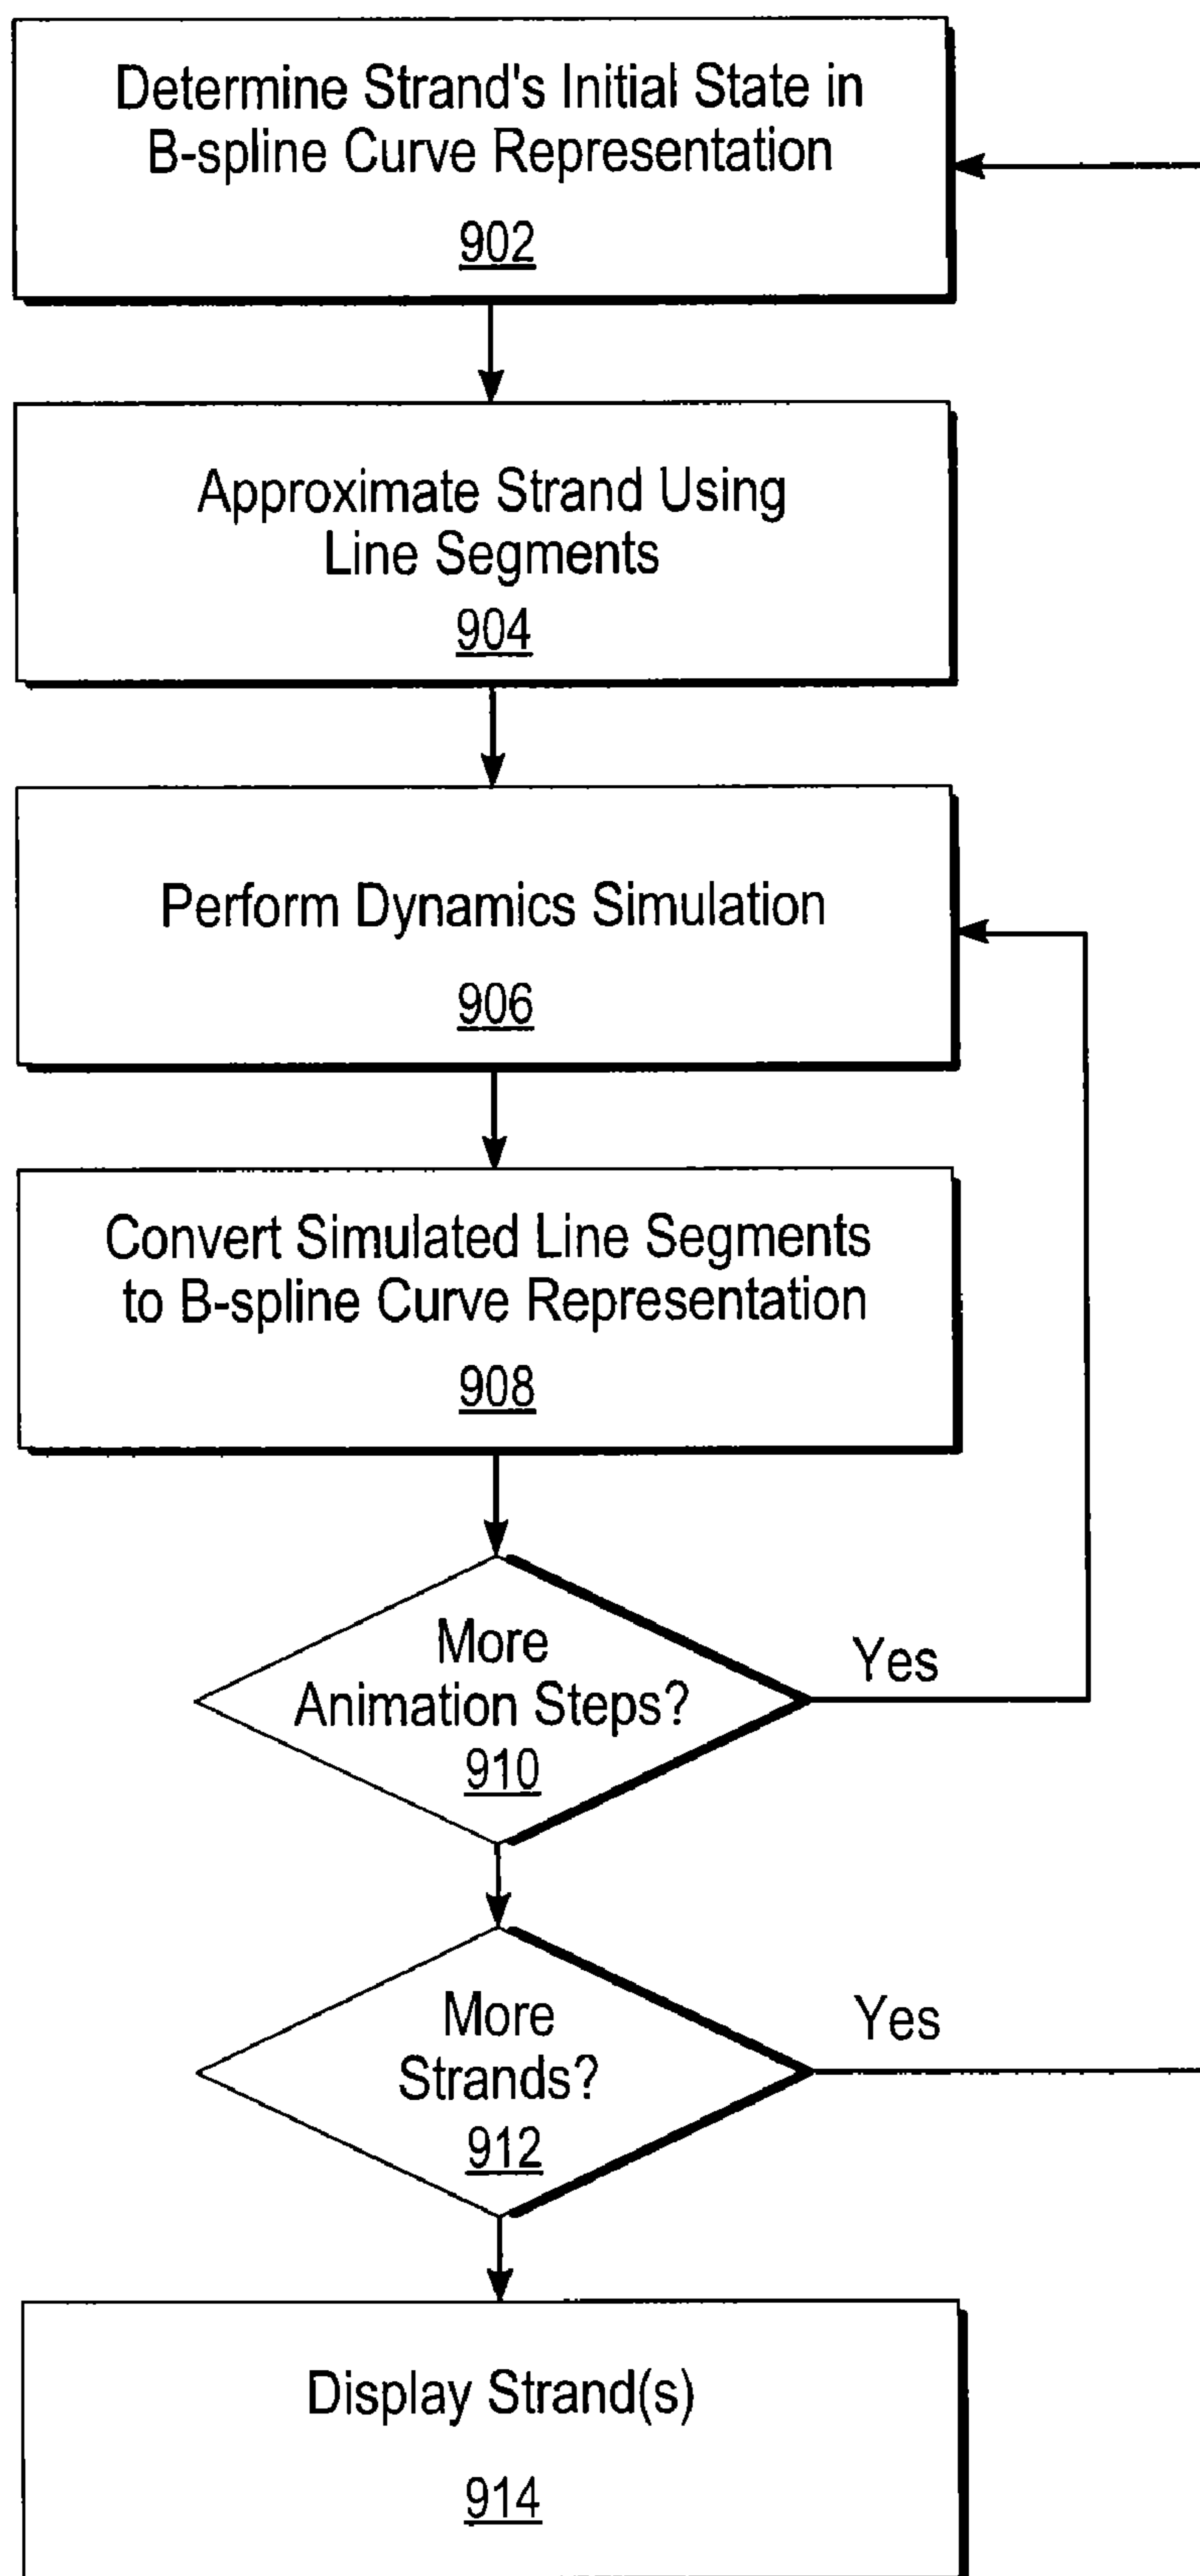 Determine Strand's Initial State in
B-spline Curve Representation
902
Approximate Strand Using
Line Segments
904
Perform Dynamics Simulation
906
Convert Simulated Line Segments
to B-spline Curve Representation
908
More
Animation Steps?
910
Yes
More
Strands?
912
Yes
Display Strand(s)
914